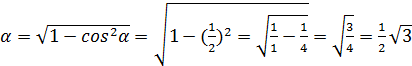 α = √(1 − cos²α) = √(1 − (1/2)²) = √(1/1 − 1/4) = √(3/4) = 1/2 √3